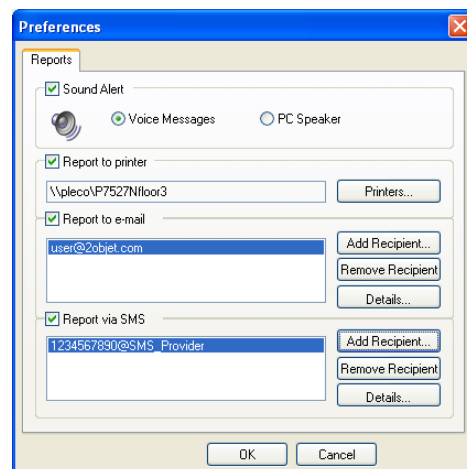 Preferences
Reports
Sound Alert
Voice Messages
PC Speaker
Report to printer
\\pleco\P7527Nfloor3
Printers...
Report to e-mail
user@2objet.com
Add Recipient...
Remove Recipient
Details...
Report via SMS
1234567890@SMS_Provider
Add Recipient...
Remove Recipient
Details...
OK
Cancel